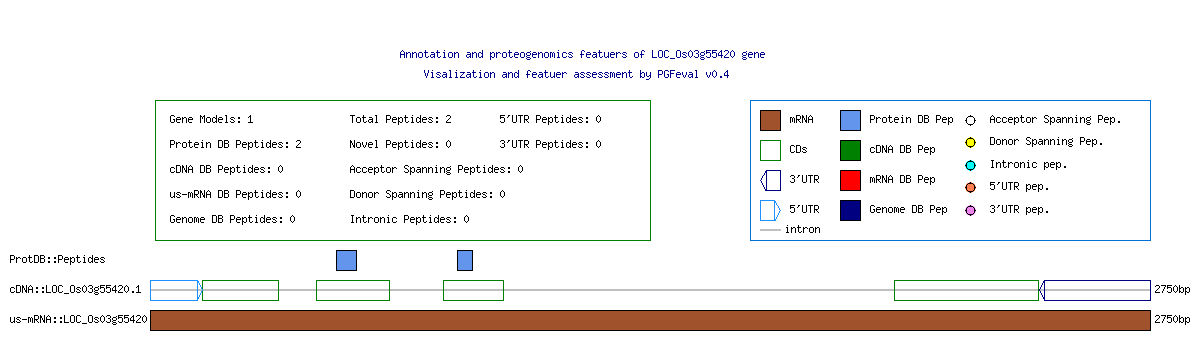 Annotation and proteogenomics featuers of LOC_Os03g55420 gene
Visalization and featuer assessment by PGFeval v0.4
Gene Models: 1 Total Peptides: 2 5'UTR Peptides: 0
Protein DB Peptides: 2 Novel Peptides: 0 3'UTR Peptides: 0
cDNA DB Peptides: 0 Acceptor Spanning Peptides: 0
us-mRNA DB Peptides: 0 Donor Spanning Peptides: 0
Genome DB Peptides: 0 Intronic Peptides: 0
mRNA Protein DB Pep Acceptor Spanning Pep.
CDs cDNA DB Pep Donor Spanning Pep.
3'UTR mRNA DB Pep Intronic pep.
5'UTR Genome DB Pep 5'UTR pep.
intron 3'UTR pep.
ProtDB::Peptides
cDNA::LOC_Os03g55420.1 2750bp
us-mRNA::LOC_Os03g55420 2750bp